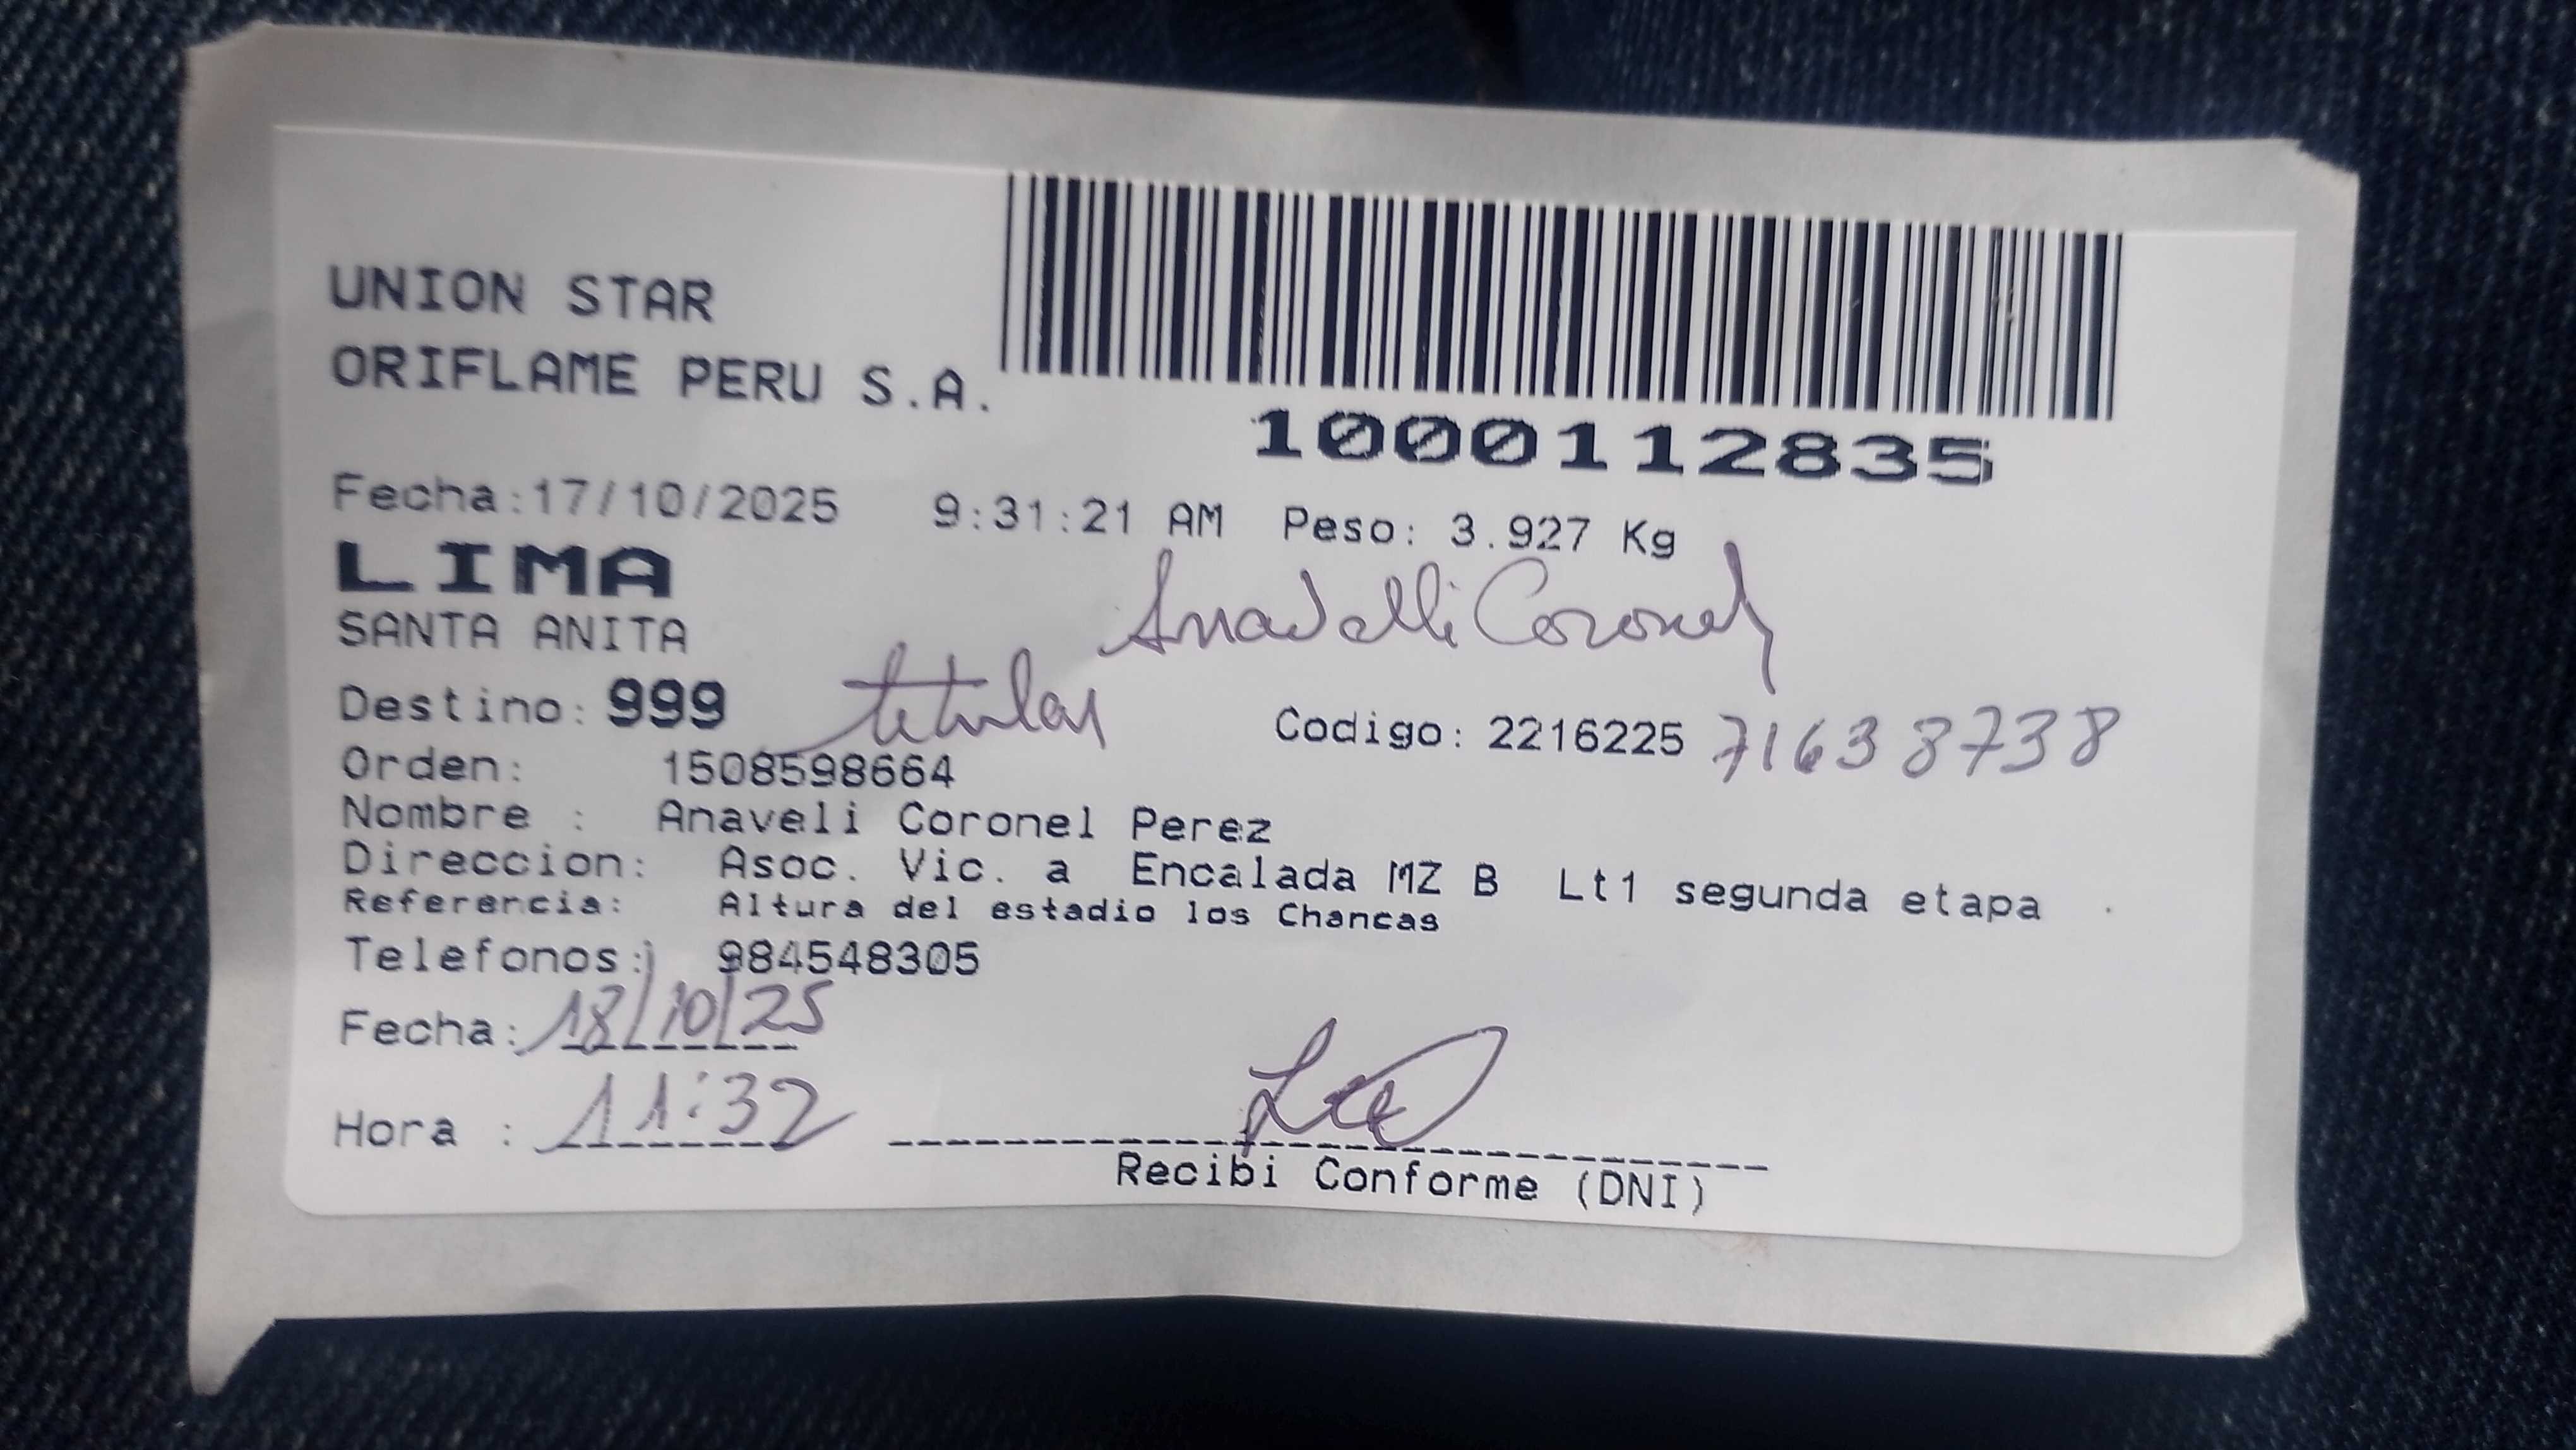 UNION STAR
ORIFLAME PERU S.A.
1000112835
Fecha:17/10/2025 9:31:21 AM Peso: 3.927 Kg
LIMA
Anavelli Coronel
SANTA ANITA
Destino: 999 titular Codigo: 2216225 71638738
Orden: 1508598664
Nombre : Anaveli Coronel Perez
Direccion: Asoc. Vic. a Encalada MZ B Lt1 segunda etapa .
Referencia: Altura del estadio los Chancas
Telefonos: 984548305
Fecha: 18/10/25
Hora : 11:32
Recibi Conforme (DNI)